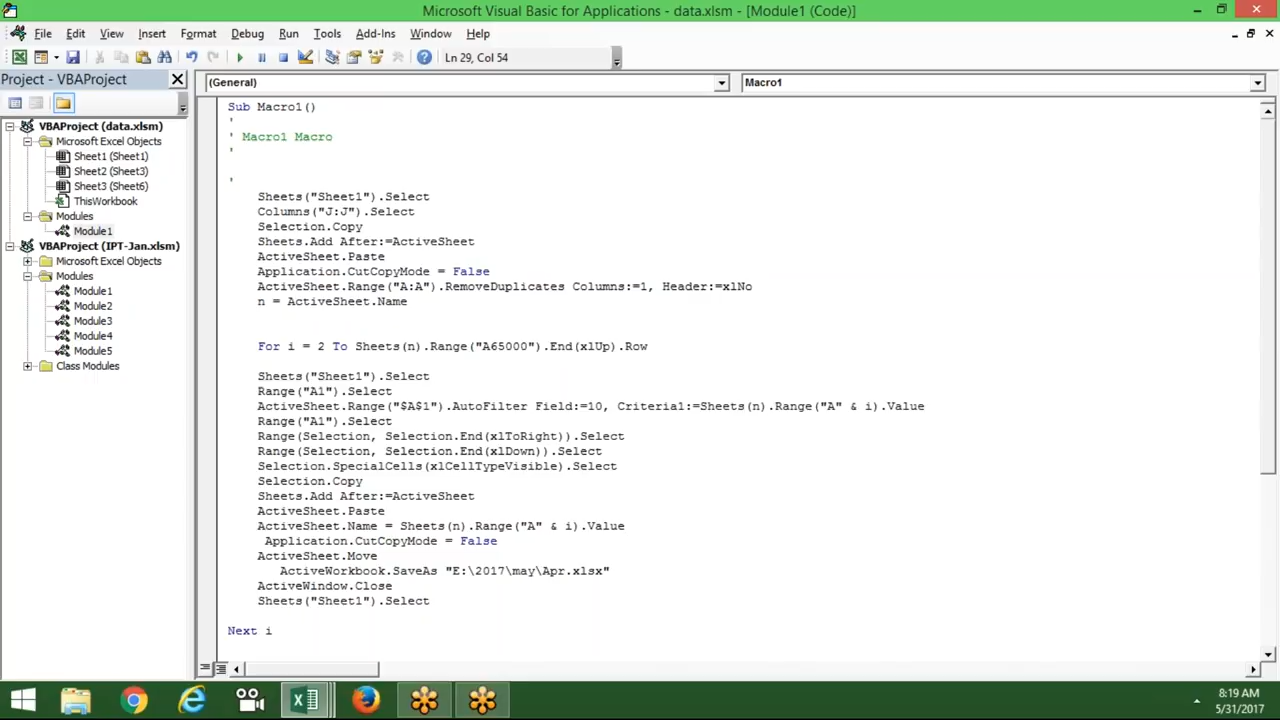 Microsoft Visual Basic for Applications - data.xlsm - [Module1 (Code)]
File Edit View Insert Format Debug Run Tools Add-Ins Window Help
Ln 29, Col 54
Project - VBAProject
(General)
Macro1
VBAProject (data.xlsm)
Microsoft Excel Objects
Sheet1 (Sheet1)
Sheet2 (Sheet3)
Sheet3 (Sheet6)
ThisWorkbook
Modules
Module1
VBAProject (IPT-Jan.xlsm)
Microsoft Excel Objects
Modules
Module1
Module2
Module3
Module4
Module5
Class Modules
Sub Macro1()
'
' Macro1 Macro
'
'
Sheets("Sheet1").Select
Columns("J:J").Select
Selection.Copy
Sheets.Add After:=ActiveSheet
ActiveSheet.Paste
Application.CutCopyMode = False
ActiveSheet.Range("A:A").RemoveDuplicates Columns:=1, Header:=xlNo
n = ActiveSheet.Name
For i = 2 To Sheets(n).Range("A65000").End(xlUp).Row
Sheets("Sheet1").Select
Range("A1").Select
ActiveSheet.Range("$A$1").AutoFilter Field:=10, Criteria1:=Sheets(n).Range("A" & i).Value
Range("A1").Select
Range(Selection, Selection.End(xlToRight)).Select
Range(Selection, Selection.End(xlDown)).Select
Selection.SpecialCells(xlCellTypeVisible).Select
Selection.Copy
Sheets.Add After:=ActiveSheet
ActiveSheet.Paste
ActiveSheet.Name = Sheets(n).Range("A" & i).Value
Application.CutCopyMode = False
ActiveSheet.Move
ActiveWorkbook.SaveAs "E:\2017\may\Apr.xlsx"
ActiveWindow.Close
Sheets("Sheet1").Select
Next i
8:19 AM
5/31/2017